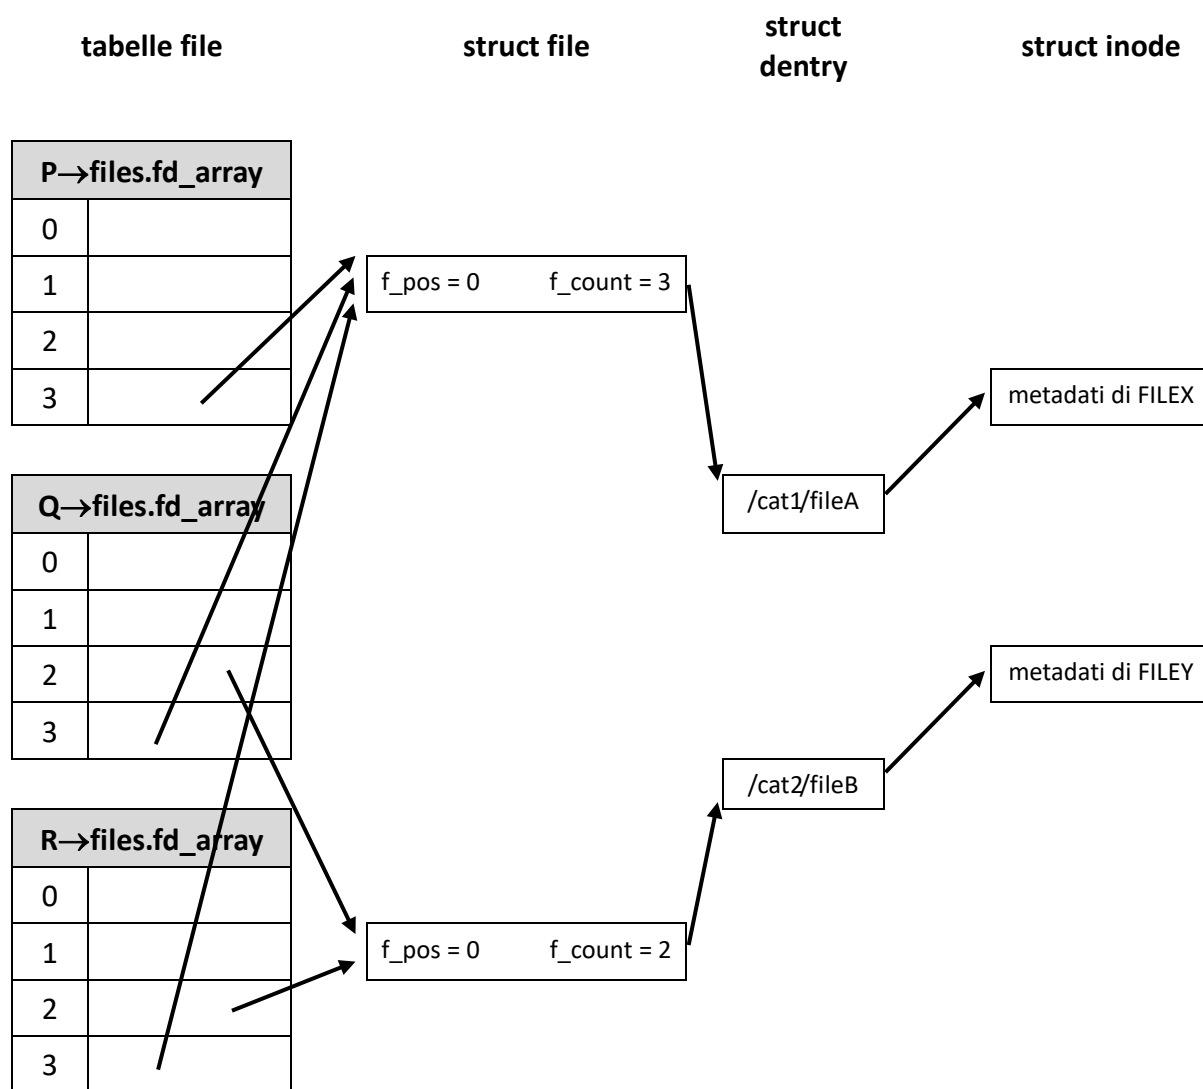 tabelle file
struct file
struct
dentry
struct inode
P→files.fd_array
0
1
2
3
f_pos = 0 f_count = 3
metadati di FILEX
/cat1/fileA
Q→files.fd_array
0
1
2
3
metadati di FILEY
/cat2/fileB
R→files.fd_array
0
1
2
3
f_pos = 0 f_count = 2